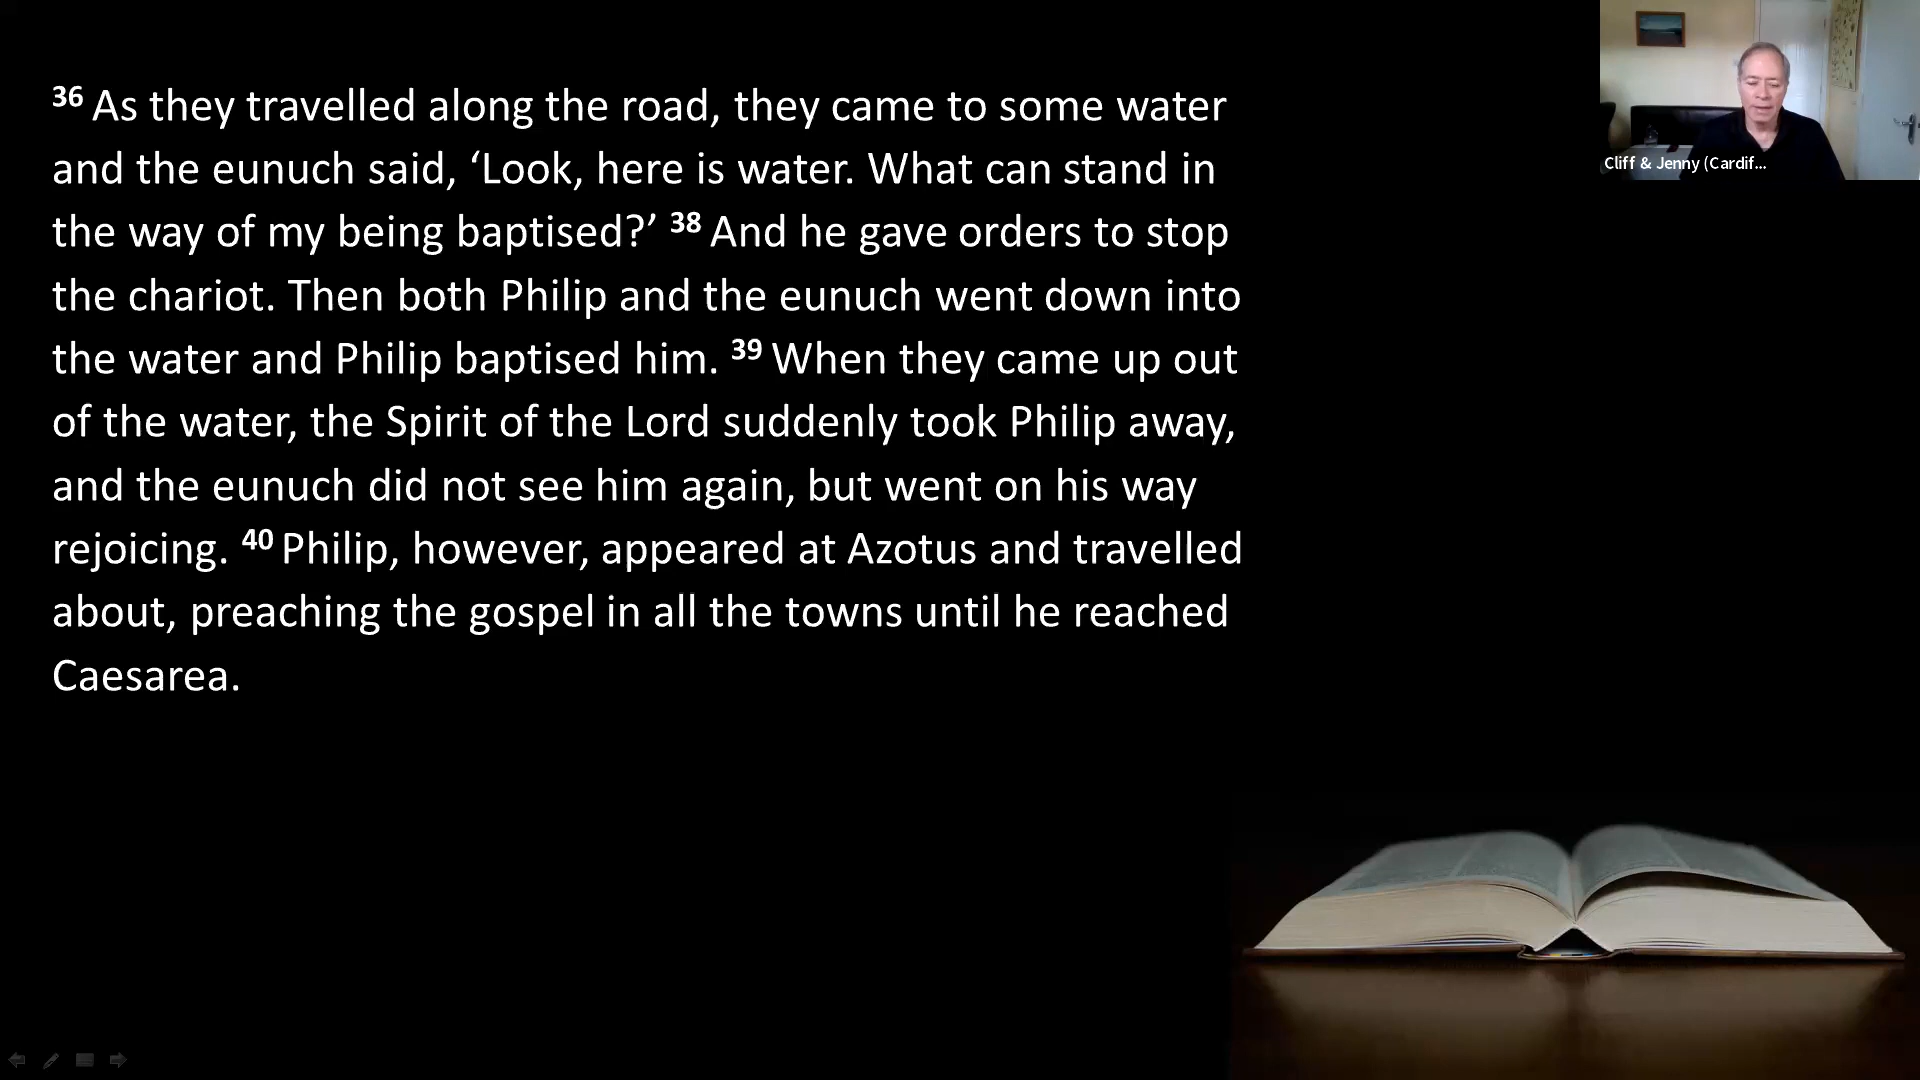 36 As they travelled along the road, they came to some water
and the eunuch said, ‘Look, here is water. What can stand in
the way of my being baptised?’ 38 And he gave orders to stop
the chariot. Then both Philip and the eunuch went down into
the water and Philip baptised him. 39 When they came up out
of the water, the Spirit of the Lord suddenly took Philip away,
and the eunuch did not see him again, but went on his way
rejoicing. 40 Philip, however, appeared at Azotus and travelled
about, preaching the gospel in all the towns until he reached
Caesarea.
Cliff & Jenny (Cardif...